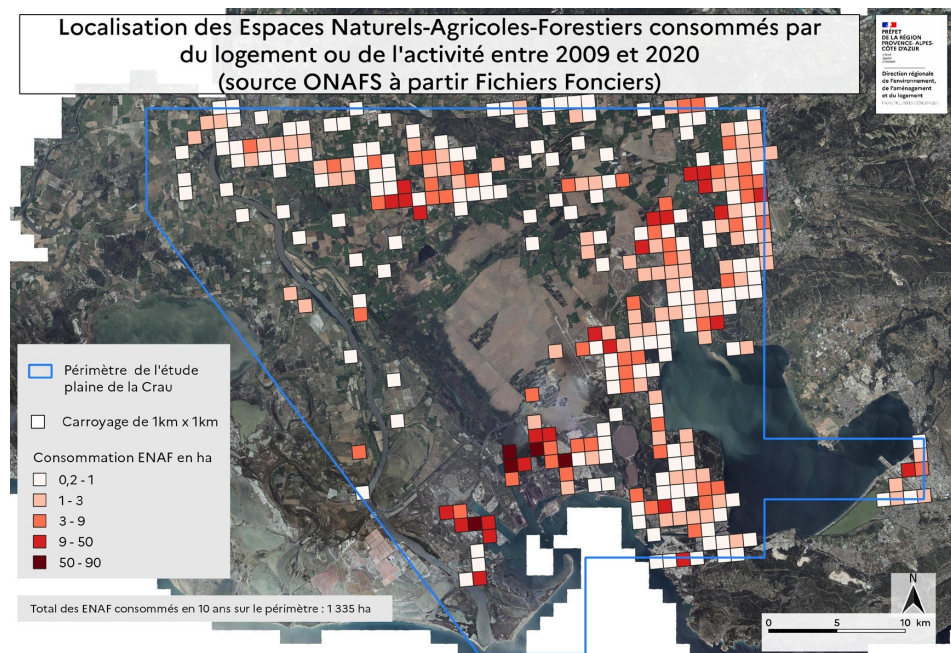 Localisation des Espaces Naturels-Agricoles-Forestiers consommés par
du logement ou de l'activité entre 2009 et 2020
(source ONAFS à partir Fichiers Fonciers)
PRÉFET
DE LA RÉGION
PROVENCE-ALPES-
CÔTE D'AZUR
Direction régionale
de l'environnement,
de l'aménagement
et du logement
Périmètre de l'étude
plaine de la Crau
Carroyage de 1km x 1km
Consommation ENAF en ha
0,2 - 1
1 - 3
3 - 9
9 - 50
50 - 90
Total des ENAF consommés en 10 ans sur le périmètre : 1 335 ha
N
0 5 10 km